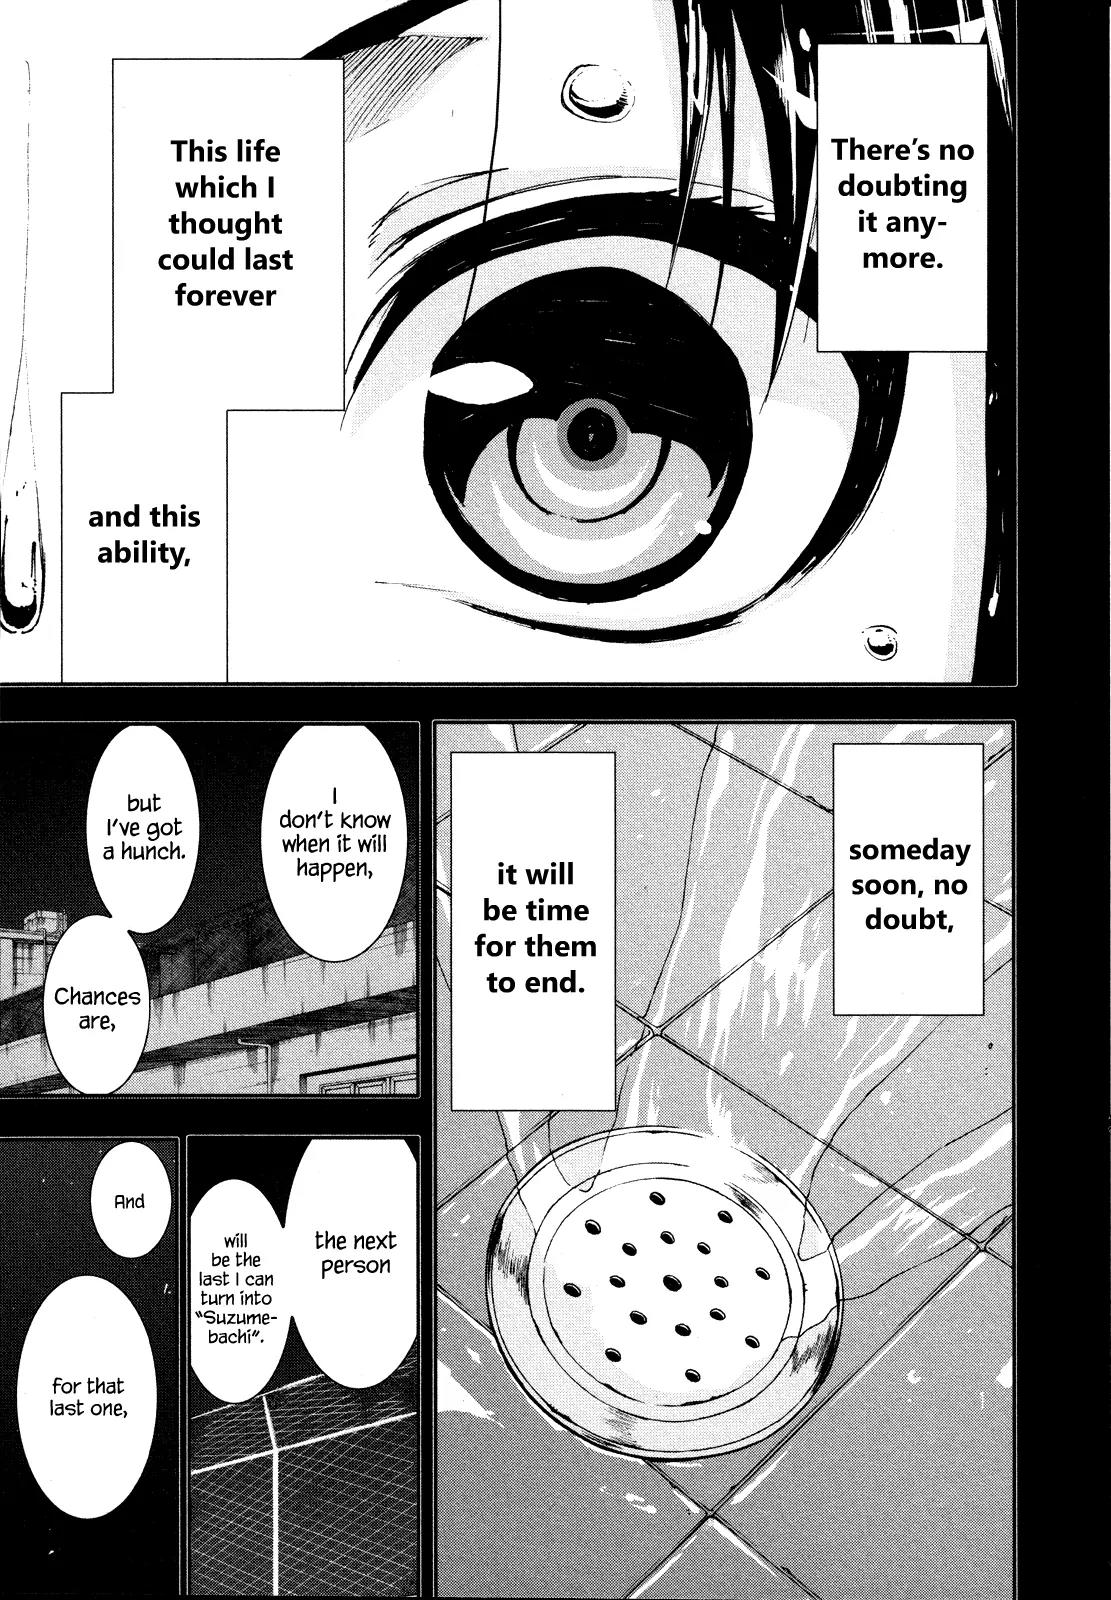 There's no
doubting
it any-
more.
This life
which I
thought
could last
forever
and this
ability,
someday
soon, no
doubt,
it will
be time
for them
to end.
I
don't know
when it will
happen,
but
I've got
a hunch.
Chances
are,
the next
person
will
be the
last I can
turn into
"Suzume-
bachi".
And
for that
last one,